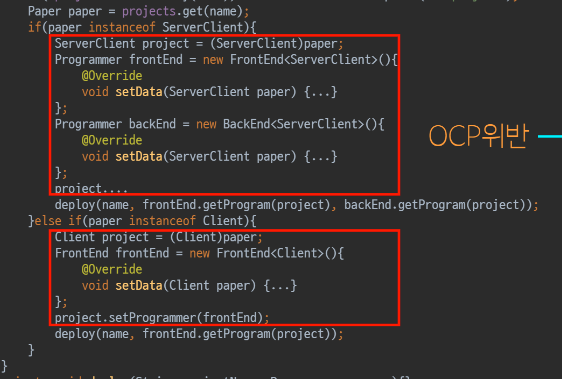 Paper paper = projects.get(name);
if(paper instanceof ServerClient){
ServerClient project = (ServerClient)paper;
Programmer frontEnd = new FrontEnd<ServerClient>(){
@Override
void setData(ServerClient paper) {...}
};
Programmer backEnd = new BackEnd<ServerClient>(){
@Override
void setData(ServerClient paper) {...}
};
project....
deploy(name, frontEnd.getProgram(project), backEnd.getProgram(project));
}else if(paper instanceof Client){
Client project = (Client)paper;
FrontEnd frontEnd = new FrontEnd<Client>(){
@Override
void setData(Client paper) {...}
};
project.setProgrammer(frontEnd);
deploy(name, frontEnd.getProgram(project));
}
}
OCP위반